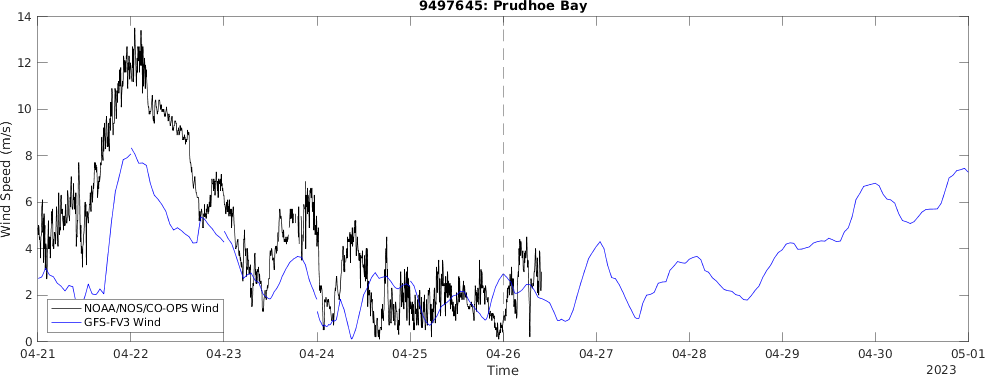 9497645: Prudhoe Bay
14
12
10
8
6
4
2
0
Wind Speed (m/s)
NOAA/NOS/CO-OPS Wind
GFS-FV3 Wind
04-21 04-22 04-23 04-24 04-25 04-26 04-27 04-28 04-29 04-30 05-01
Time
2023